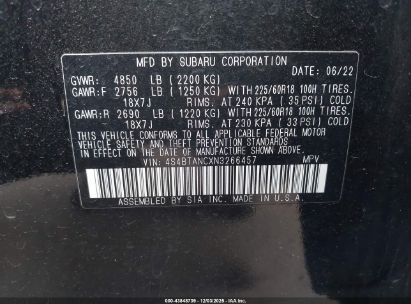 MFD BY SUBARU CORPORATION
DATE: 06/22
GVWR: 4850 LB (2200 KG)
GAWR:F 2756 LB (1250 KG) WITH 225/60R18 100H TIRES.
18X7J RIMS. AT 240 KPA (35 PSI) COLD
GAWR:R 2690 LB (1220 KG) WITH 225/60R18 100H TIRES.
18X7J RIMS. AT 230 KPA (33 PSI) COLD
THIS VEHICLE CONFORMS TO ALL APPLICABLE FEDERAL MOTOR
VEHICLE SAFETY, BUMPER, AND THEFT PREVENTION STANDARDS
IN EFFECT ON THE DATE OF MANUFACTURE SHOWN ABOVE.
VIN: 4S4BTANCXN3266457 MPV
ASSEMBLED BY SIA INC. MADE IN U.S.A.